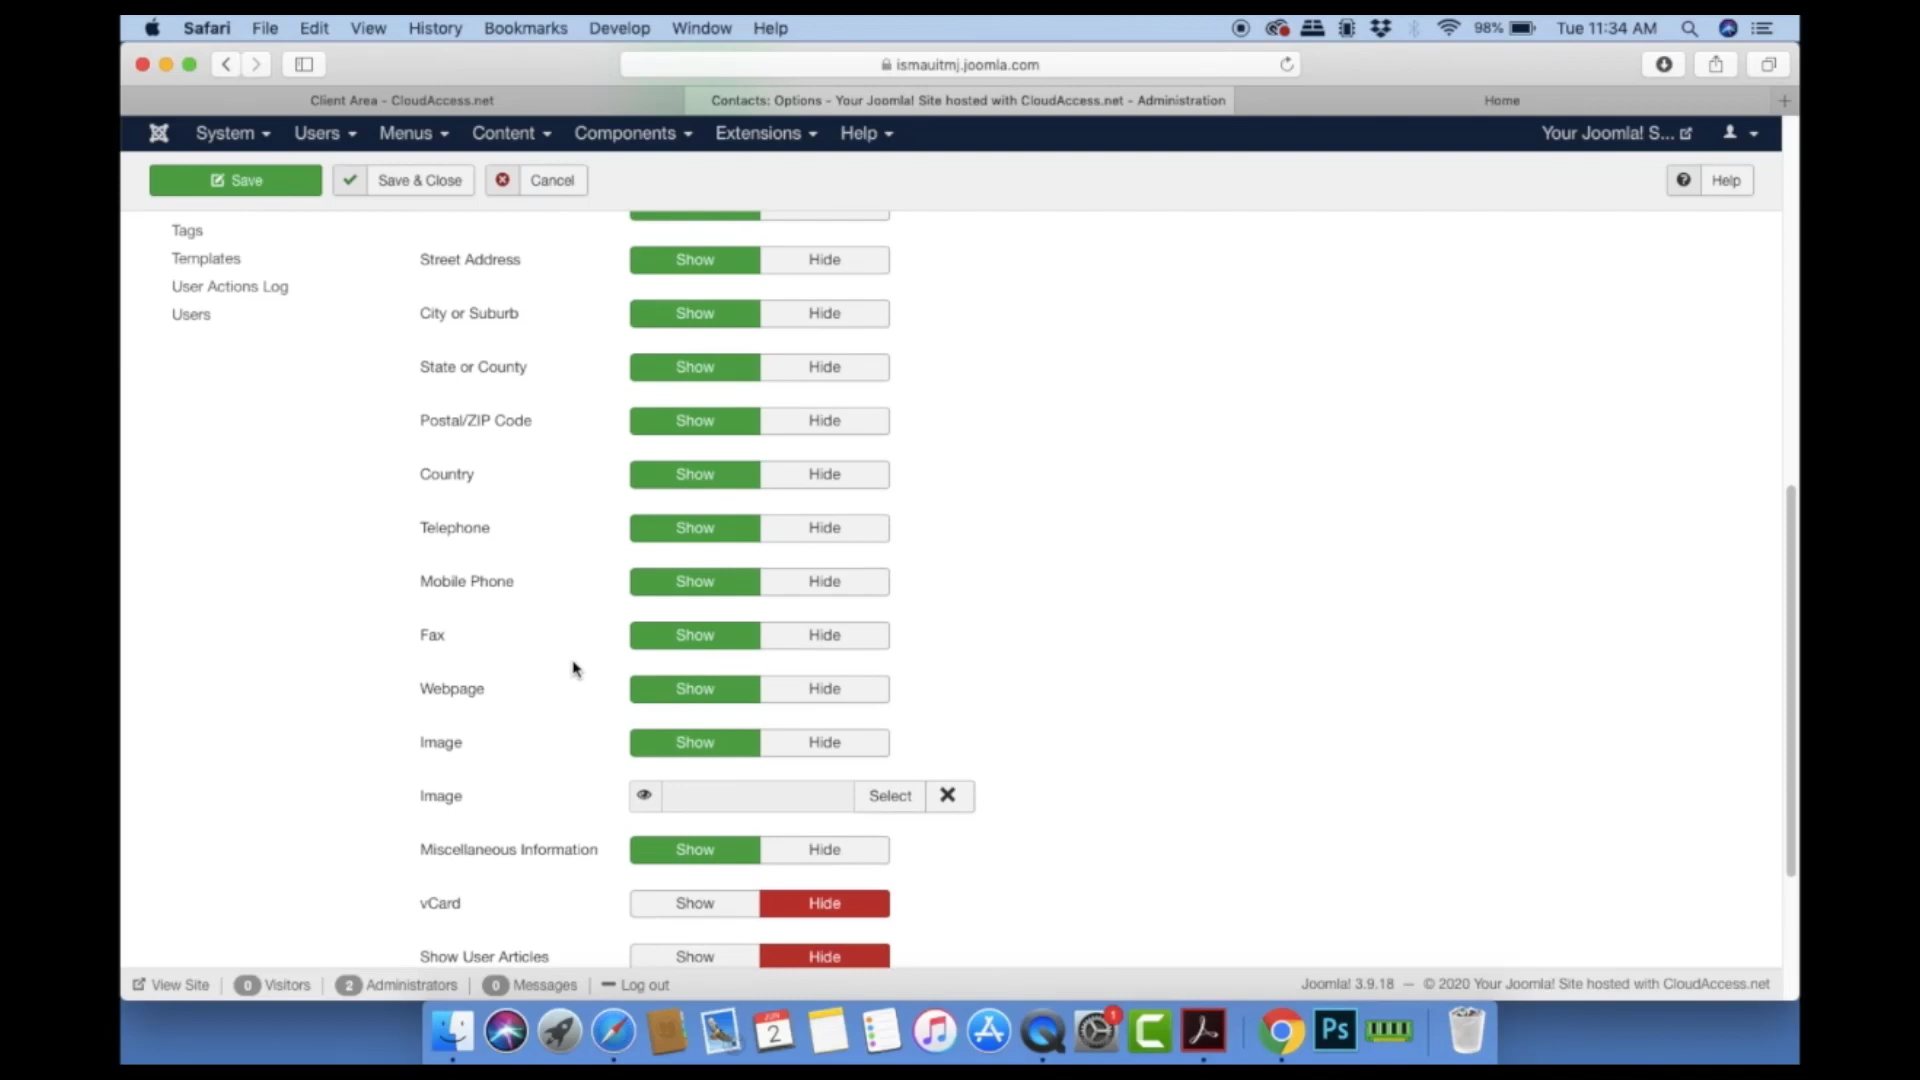 Safari File Edit View History Bookmarks Develop Window Help 98% Tue 11:34 AM
ismauitmj.joomla.com
Client Area - CloudAccess.net Contacts: Options - Your Joomla! Site hosted with CloudAccess.net - Administration Home
System Users Menus Content Components Extensions Help Your Joomla! S...
Save Save & Close Cancel Help
Tags
Templates
User Actions Log
Users
Street Address Show Hide
City or Suburb Show Hide
State or County Show Hide
Postal/ZIP Code Show Hide
Country Show Hide
Telephone Show Hide
Mobile Phone Show Hide
Fax Show Hide
Webpage Show Hide
Image Show Hide
Image Select
Miscellaneous Information Show Hide
vCard Show Hide
Show User Articles Show Hide
View Site 0 Visitors 2 Administrators 0 Messages Log out Joomla! 3.9.18 — © 2020 Your Joomla! Site hosted with CloudAccess.net
JUN
2
1
Ps